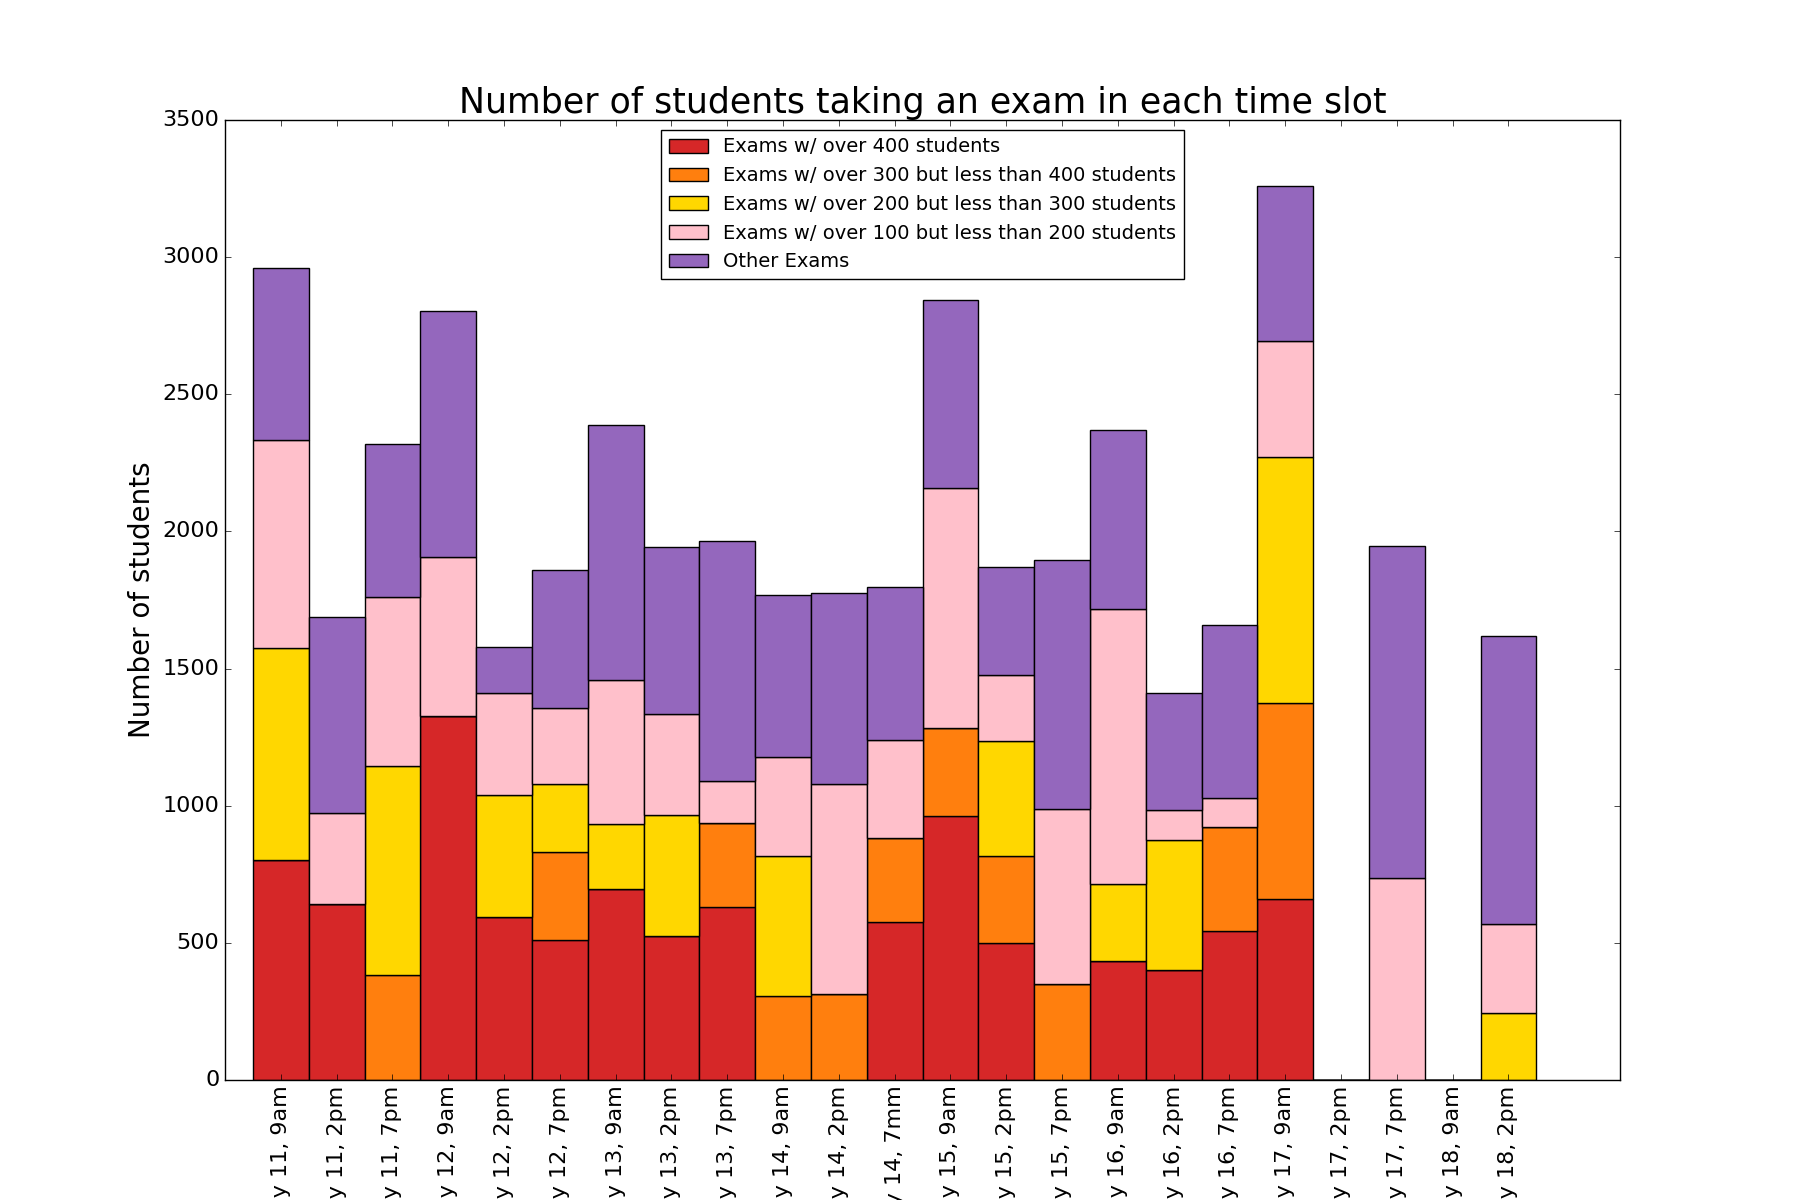 Number of students taking an exam in each time slot
Exams w/ over 400 students
Exams w/ over 300 but less than 400 students
Exams w/ over 200 but less than 300 students
Exams w/ over 100 but less than 200 students
Other Exams
Number of students
3500
3000
2500
2000
1500
1000
500
0
y 11, 9am
y 11, 2pm
y 11, 7pm
y 12, 9am
y 12, 2pm
y 12, 7pm
y 13, 9am
y 13, 2pm
y 13, 7pm
y 14, 9am
y 14, 2pm
y 14, 7mm
y 15, 9am
y 15, 2pm
y 15, 7pm
y 16, 9am
y 16, 2pm
y 16, 7pm
y 17, 9am
y 17, 2pm
y 17, 7pm
y 18, 9am
y 18, 2pm